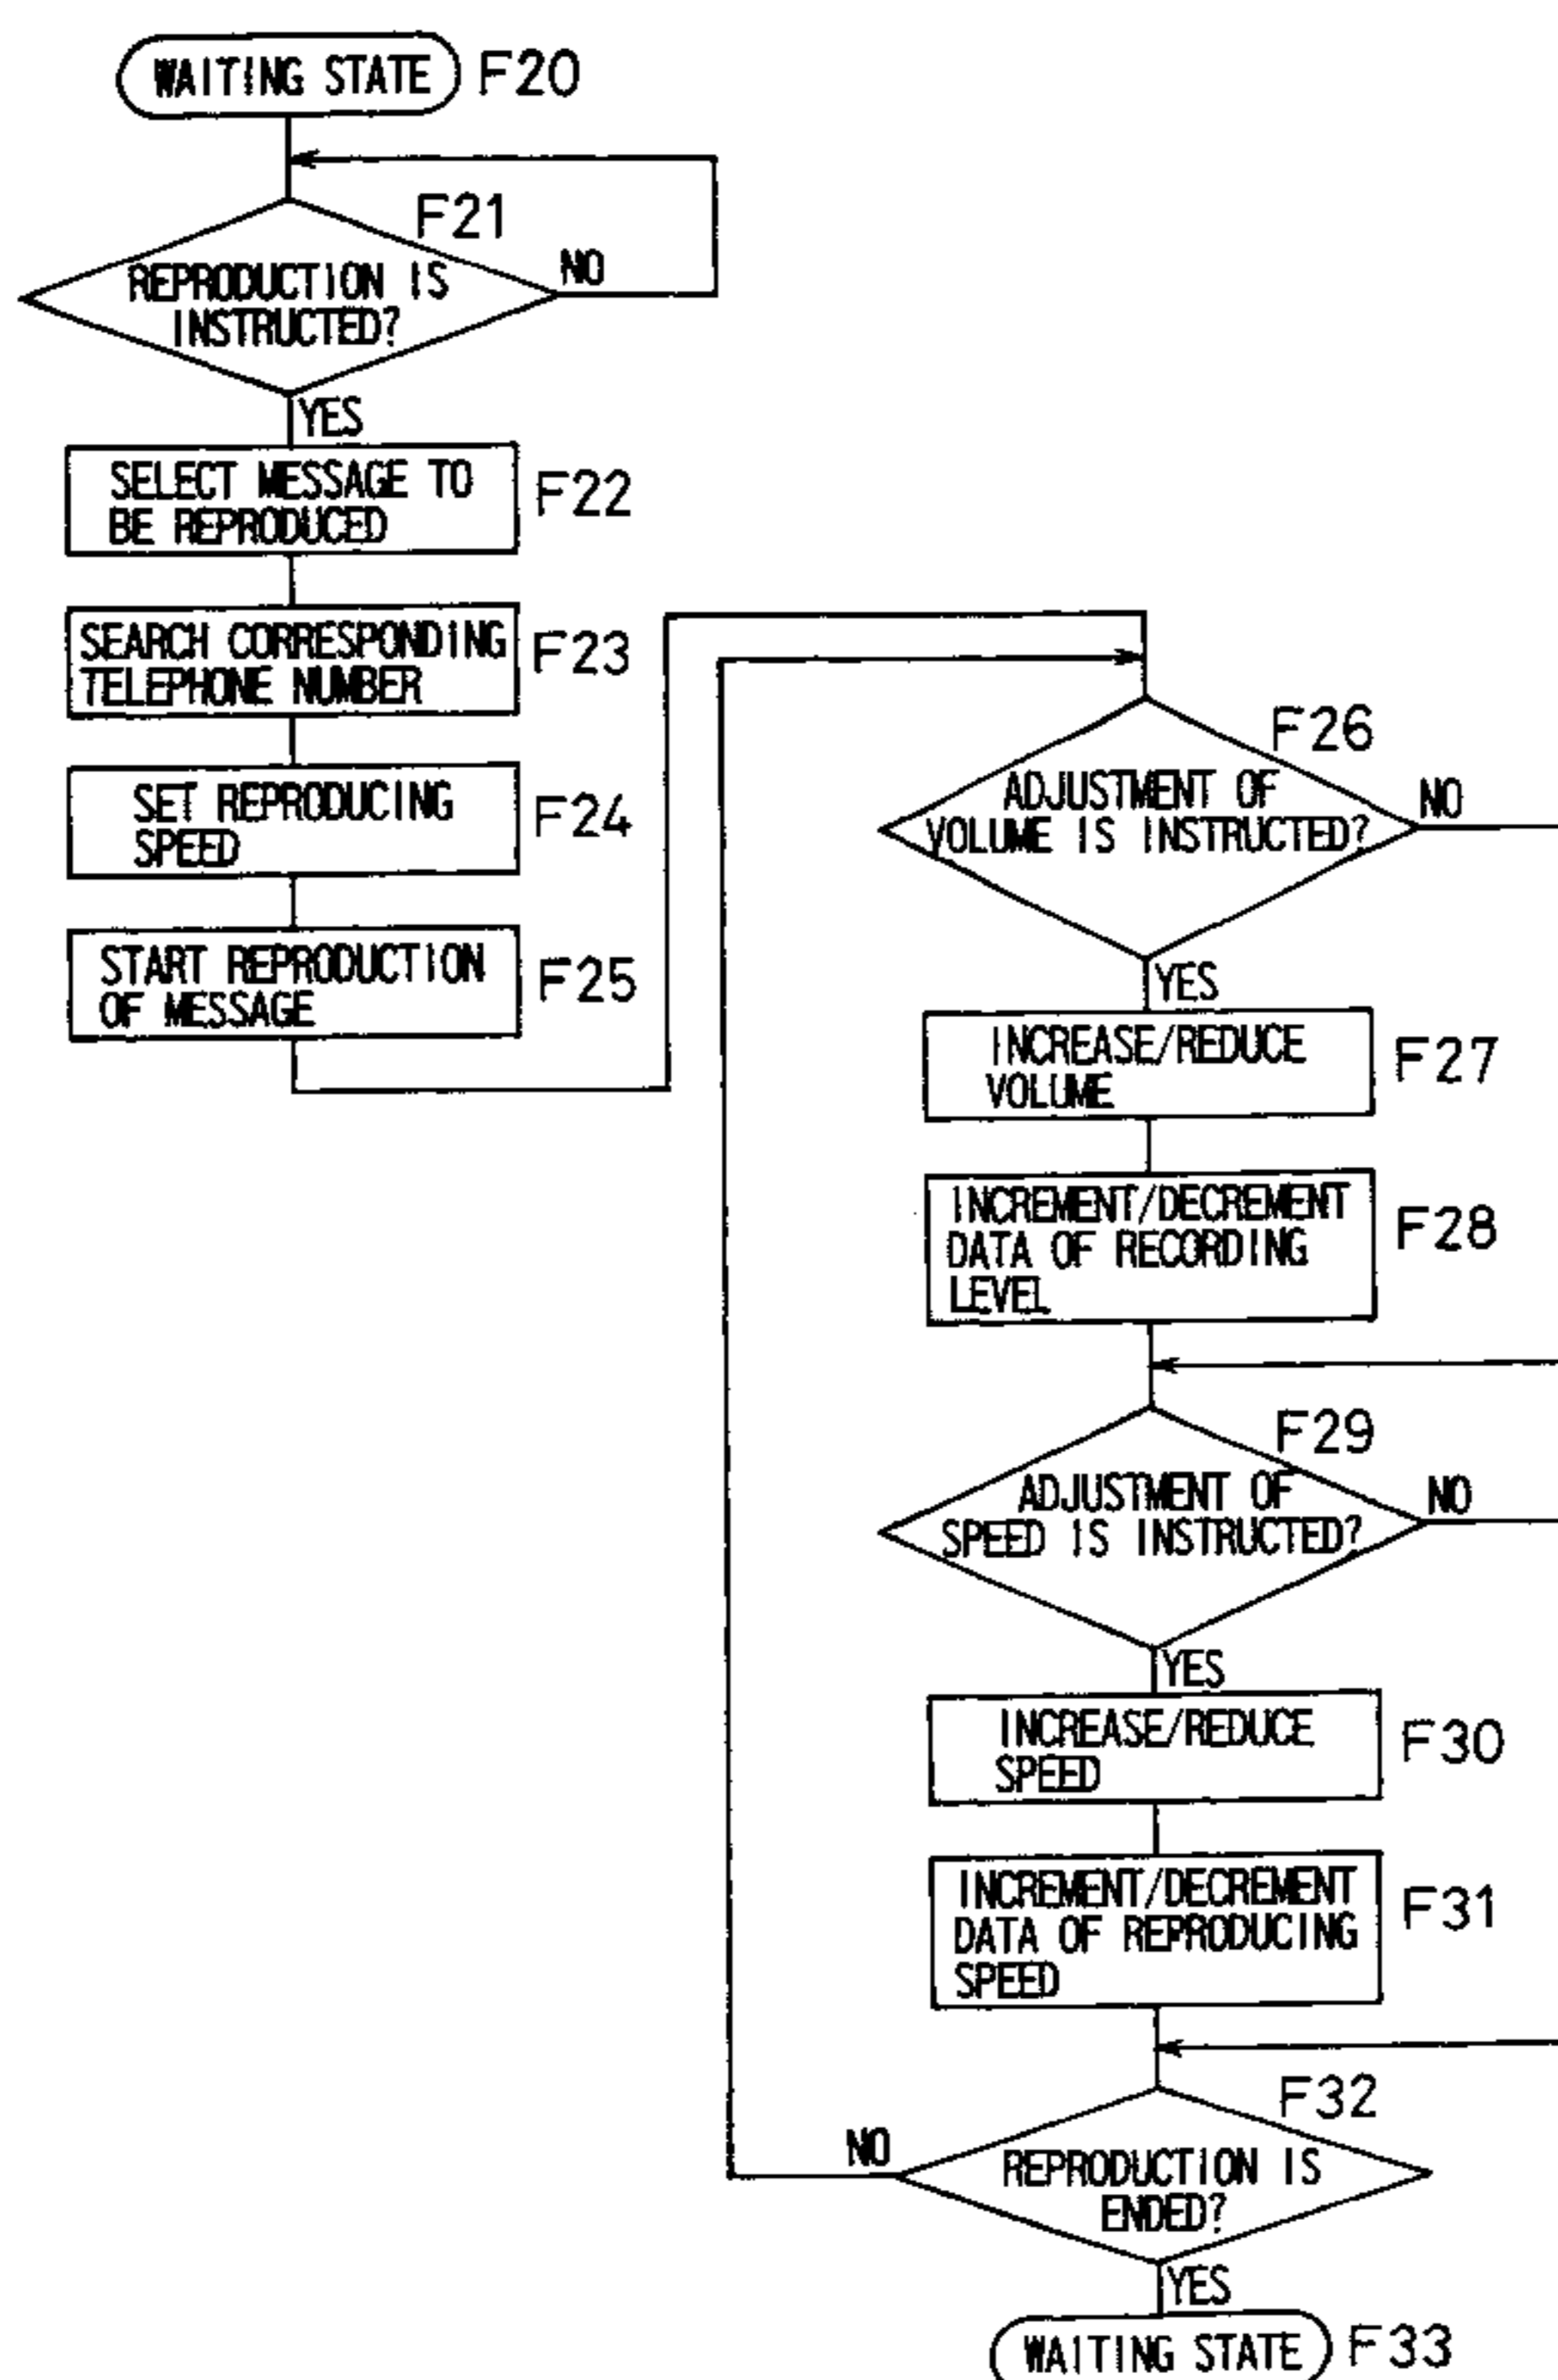 WAITING STATE F20
F21
REPRODUCTION IS
INSTRUCTED?
NO
YES
SELECT MESSAGE TO
BE REPRODUCED
F22
SEARCH CORRESPONDING
TELEPHONE NUMBER
F23
SET REPRODUCING
SPEED
F24
START REPRODUCTION
OF MESSAGE
F25
F26
ADJUSTMENT OF
VOLUME IS INSTRUCTED?
NO
YES
INCREASE/REDUCE
VOLUME
F27
INCREMENT/DECREMENT
DATA OF RECORDING
LEVEL
F28
F29
ADJUSTMENT OF
SPEED IS INSTRUCTED?
NO
YES
INCREASE/REDUCE
SPEED
F30
INCREMENT/DECREMENT
DATA OF REPRODUCING
SPEED
F31
F32
REPRODUCTION IS
ENDED?
NO
YES
WAITING STATE F33